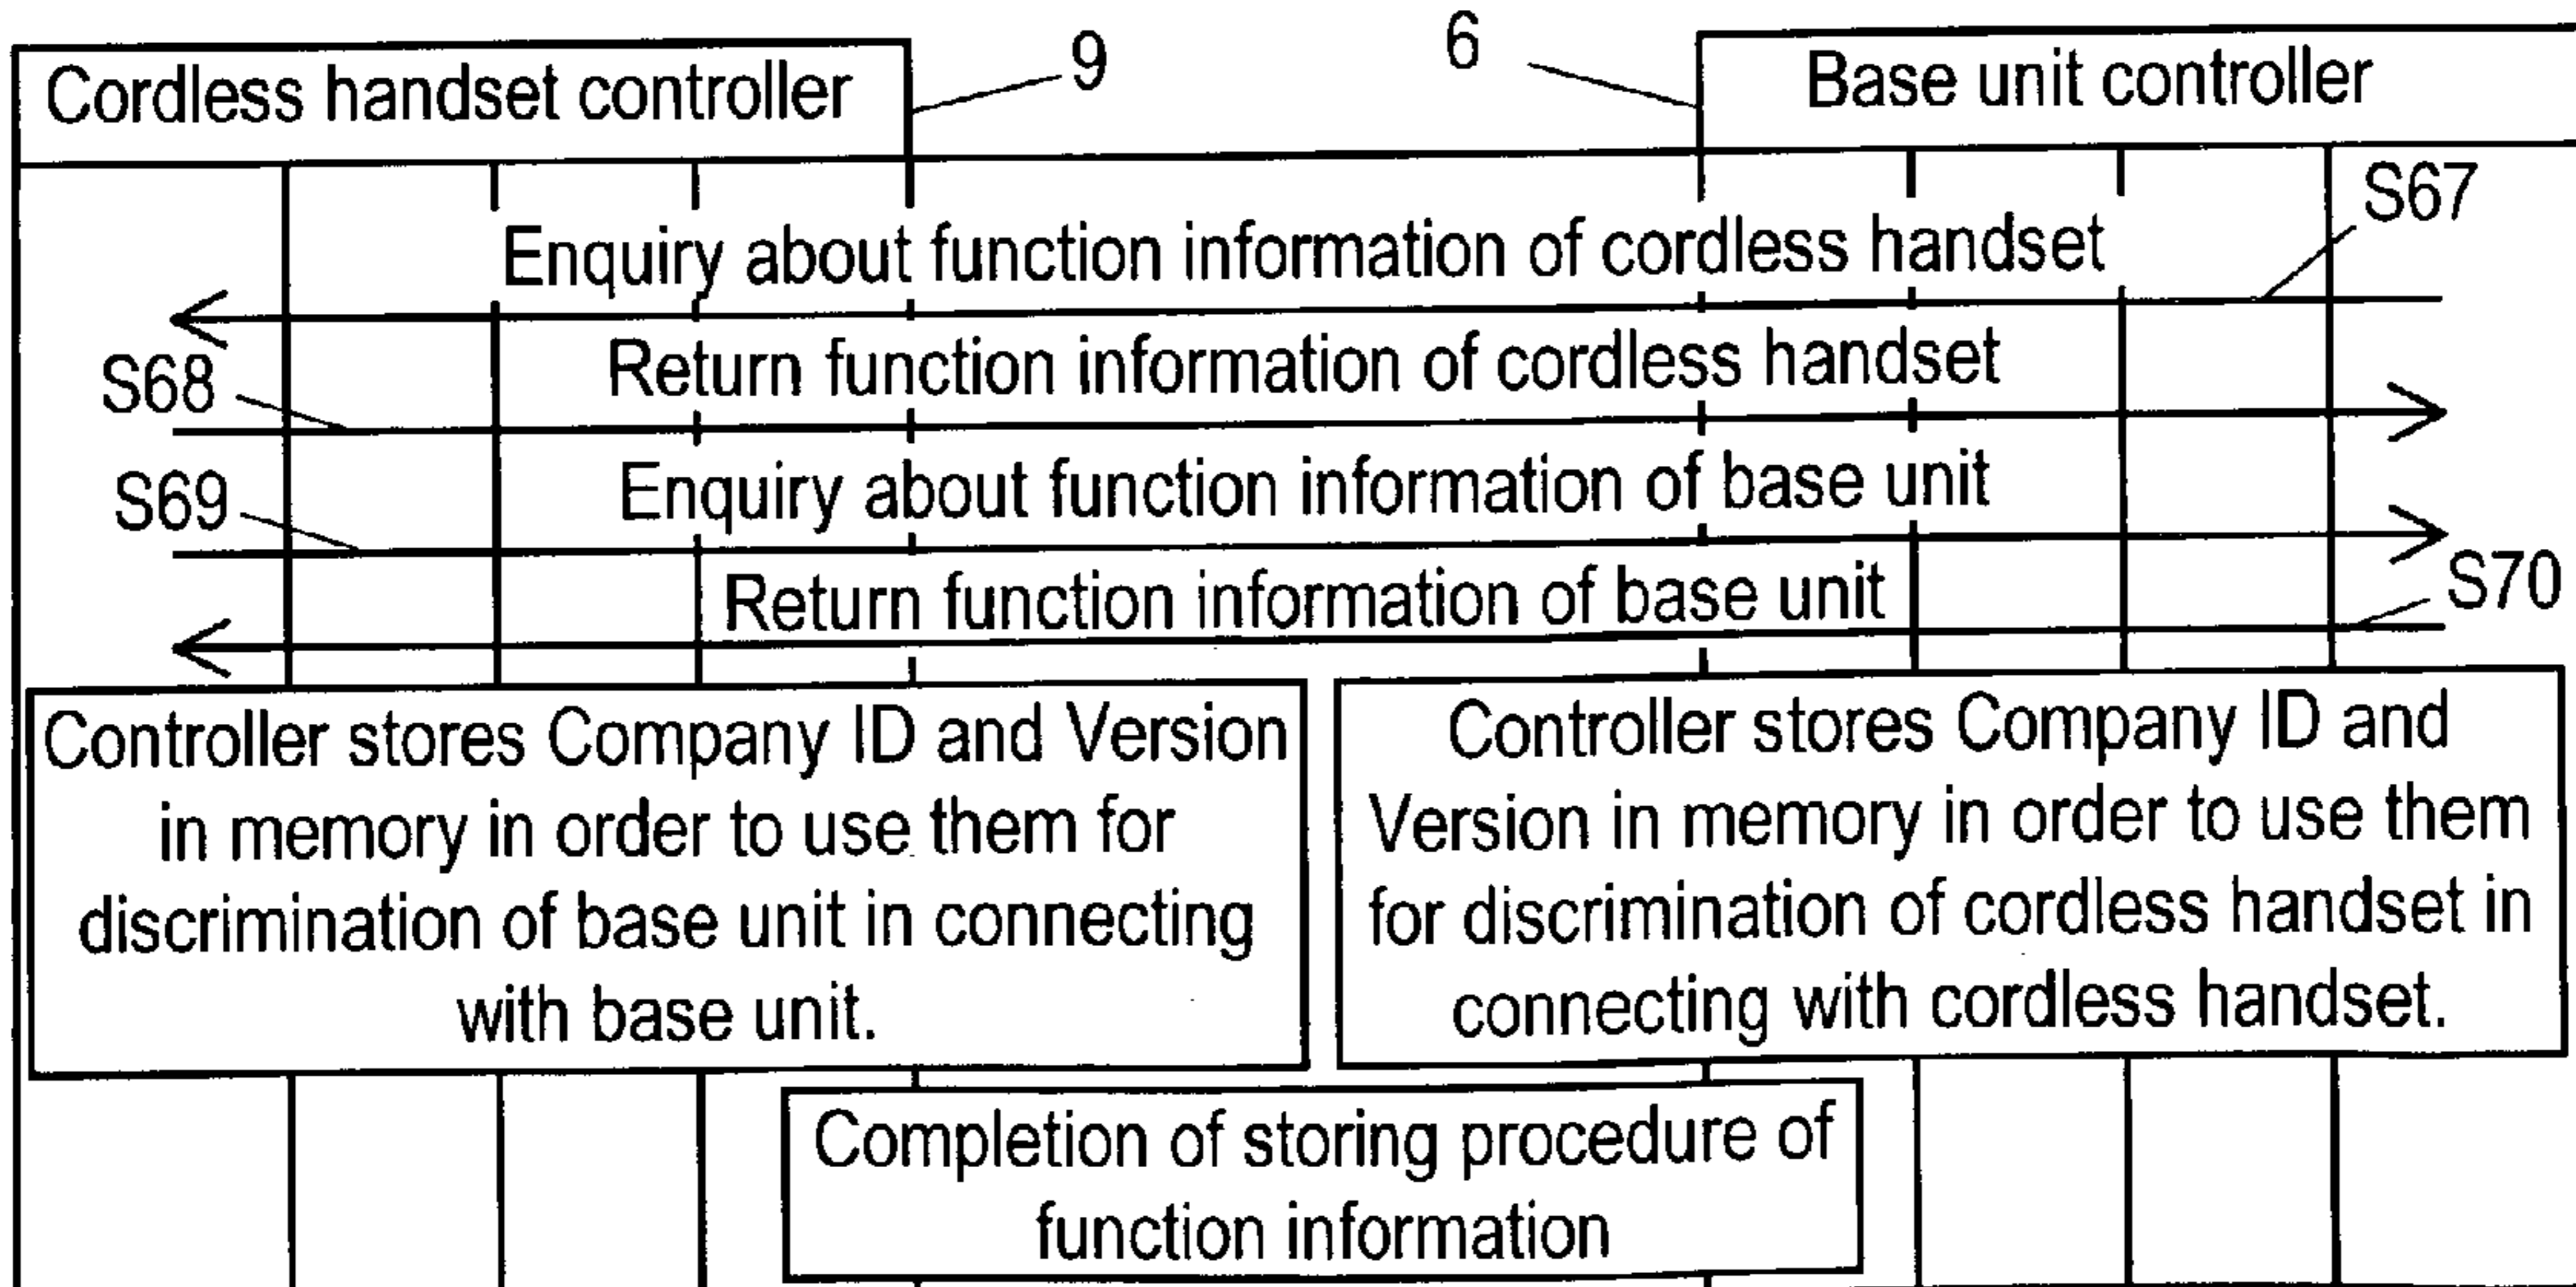 Cordless handset controller
9
6
Base unit controller
S67
Enquiry about function information of cordless handset
S68
Return function information of cordless handset
S69
Enquiry about function information of base unit
S70
Return function information of base unit
Controller stores Company ID and Version
in memory in order to use them for
discrimination of base unit in connecting
with base unit.
Controller stores Company ID and
Version in memory in order to use them
for discrimination of cordless handset in
connecting with cordless handset.
Completion of storing procedure of
function information